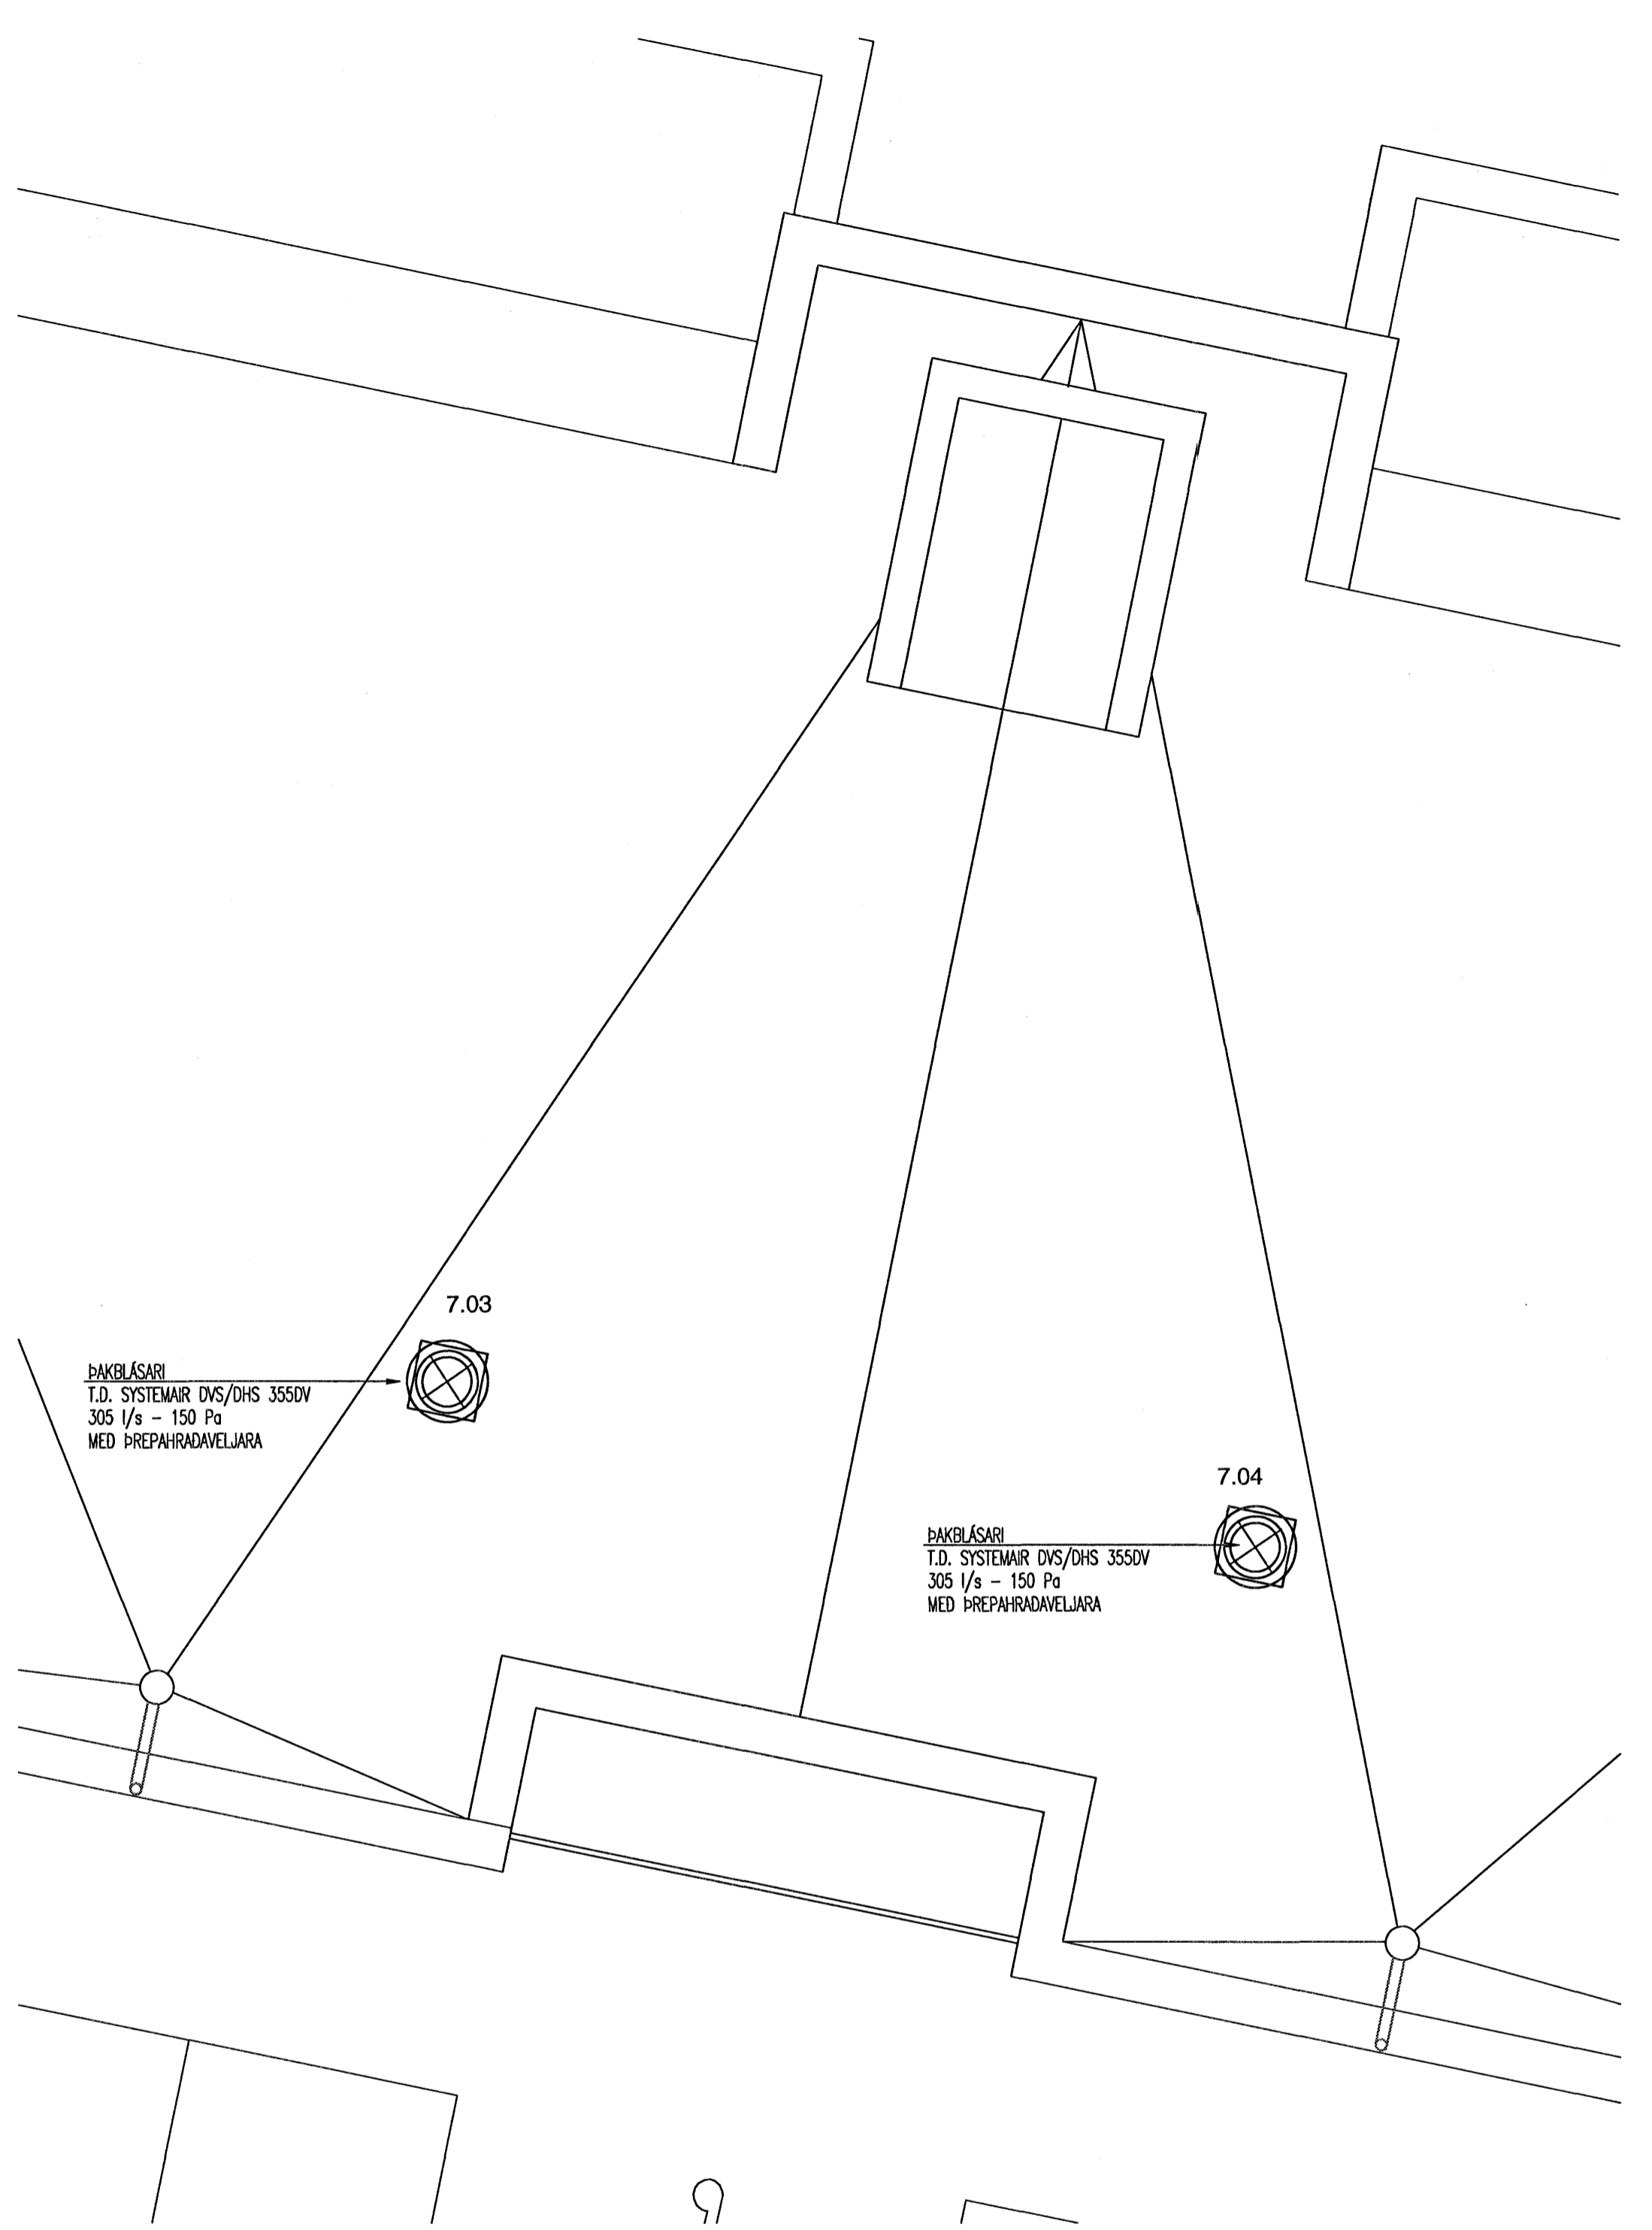 7.03
ÞAKBLÁSARI
T.D. SYSTEMAIR DVS/DHS 355DV
305 l/s – 150 Pa
MED ÞREPAHRAÐAVELJARA
7.04
ÞAKBLÁSARI
T.D. SYSTEMAIR DVS/DHS 355DV
305 l/s – 150 Pa
MED ÞREPAHRAÐAVELJARA